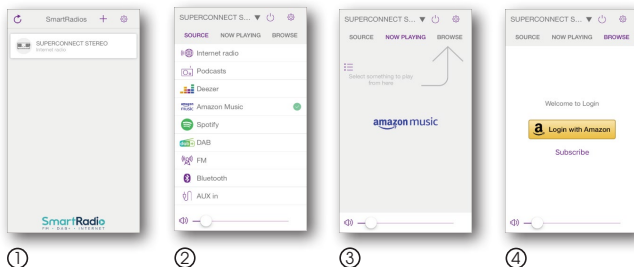 SmartRadios
SUPERCONNECT STEREO
Internet radio
SmartRadio
FM • DAB+ • INTERNET
1
SUPERCONNECT S... ▼
SOURCE NOW PLAYING BROWSE
Internet radio
Podcasts
Deezer
music
Amazon Music
Spotify
DAB
FM
Bluetooth
AUX in
2
SUPERCONNECT S... ▼
SOURCE NOW PLAYING BROWSE
Select something to play
from here
amazon music
3
SUPERCONNECT S... ▼
SOURCE NOW PLAYING BROWSE
Welcome to Login
a Login with Amazon
Subscribe
4